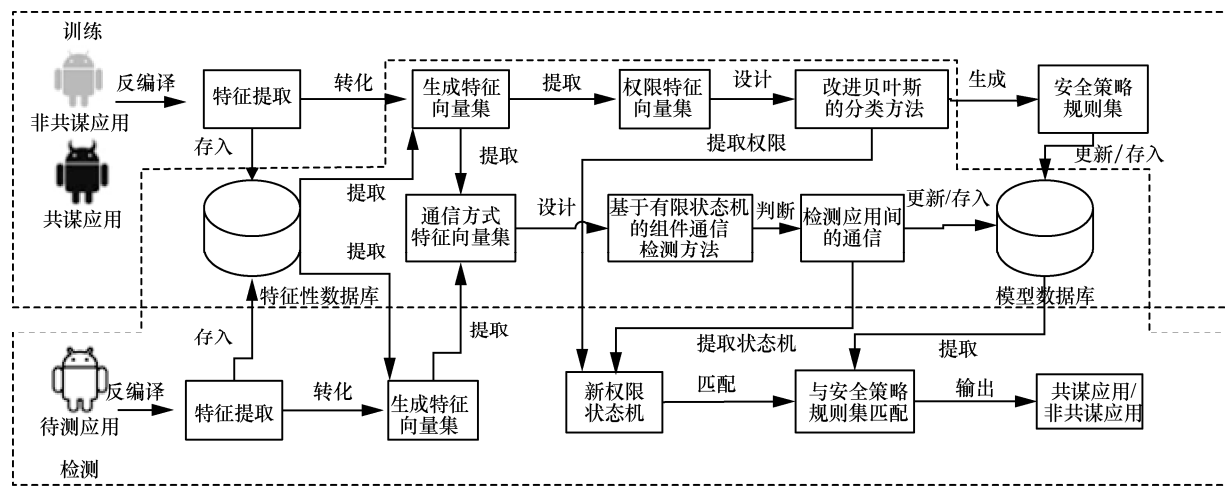 训练
反编译
非共谋应用
共谋应用
特征提取
转化
生成特征
向量集
提取
权限特征
向量集
设计
改进贝叶斯
的分类方法
生成
安全策略
规则集
存入
提取
提取
提取权限
更新/存入
通信方式
特征向量集
设计
基于有限状态机
的组件通信
检测方法
判断
检测应用间
的通信
更新/存入
提取
特征性数据库
模型数据库
存入
提取
提取状态机
提取
反编译
待测应用
特征提取
转化
生成特征
向量集
新权限
状态机
匹配
与安全策略
规则集匹配
输出
共谋应用/
非共谋应用
检测